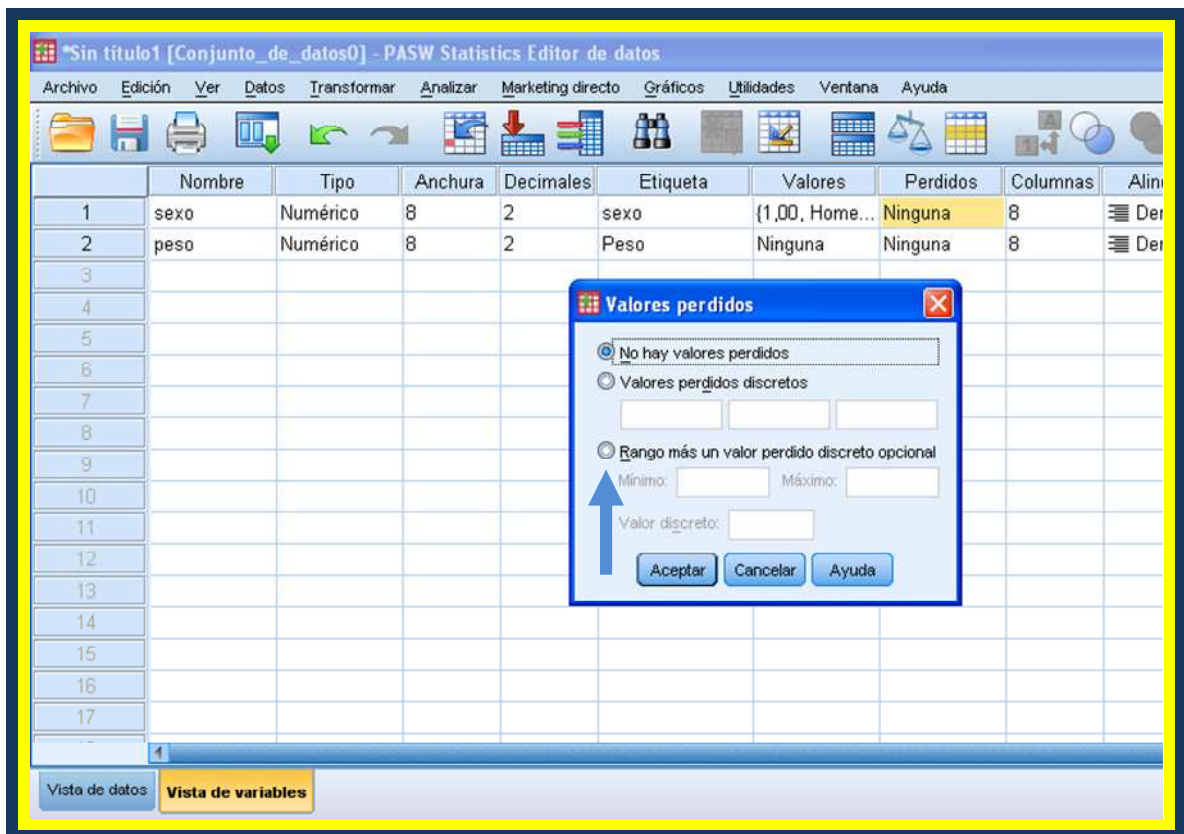 *Sin título1 [Conjunto_de_datos0] - PASW Statistics Editor de datos
Archivo Edición Ver Datos Transformar Analizar Marketing directo Gráficos Utilidades Ventana Ayuda
Nombre Tipo Anchura Decimales Etiqueta Valores Perdidos Columnas Alin
1 sexo Numérico 8 2 sexo {1,00, Home... Ninguna 8 Der
2 peso Numérico 8 2 Peso Ninguna Ninguna 8 Der
3
4
5
6
7
8
9
10
11
12
13
14
15
16
17
Valores perdidos
No hay valores perdidos
Valores perdidos discretos
Rango más un valor perdido discreto opcional
Mínimo: Máximo:
Valor discreto:
Aceptar Cancelar Ayuda
Vista de datos Vista de variables